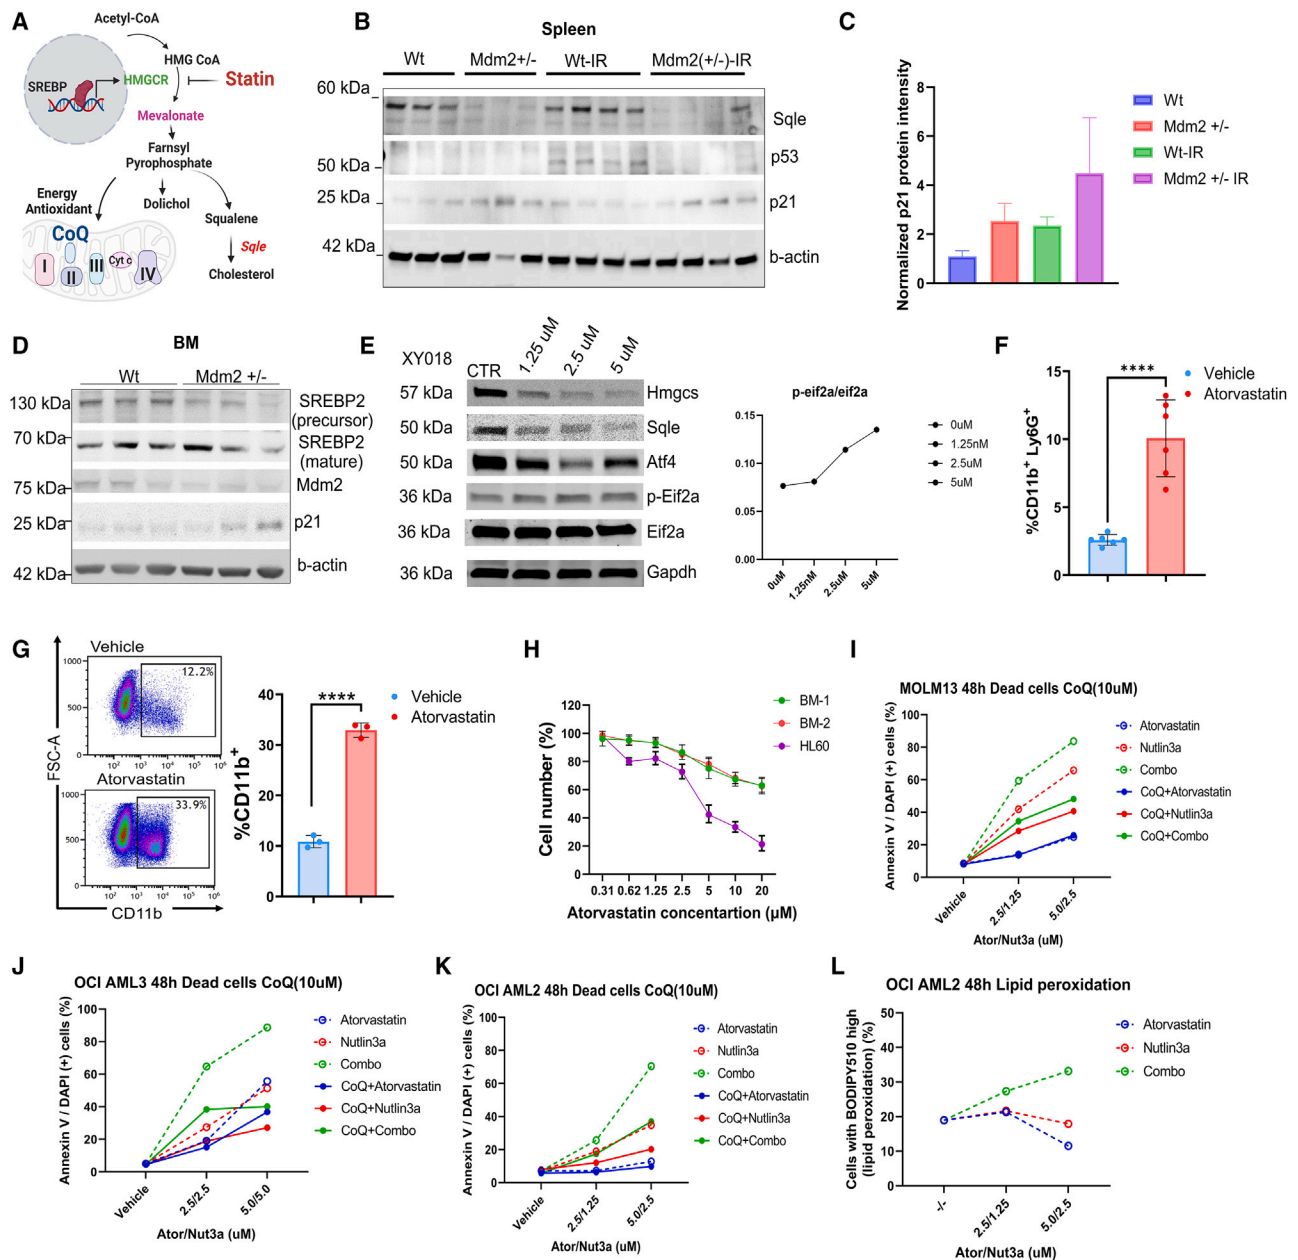 A
Acetyl-CoA
HMG CoA
SREBP
HMGCR
Statin
Mevalonate
Farnsyl
Pyrophosphate
Energy
Antioxidant
Dolichol
Squalene
CoQ
Sqle
I
II
III
Cyt c
IV
Cholesterol
B
Spleen
Wt
Mdm2+/-
Wt-IR
Mdm2(+/-)-IR
60 kDa
Sqle
p53
50 kDa
25 kDa
p21
42 kDa
b-actin
C
Normalized p21 protein intensity
8
6
4
2
0
Wt
Mdm2 +/-
Wt-IR
Mdm2 +/- IR
D
BM
Wt
Mdm2 +/-
130 kDa
SREBP2
(precursor)
70 kDa
SREBP2
(mature)
75 kDa
Mdm2
25 kDa
p21
42 kDa
b-actin
E
XY018
CTR
1.25 uM
2.5 uM
5 uM
57 kDa
Hmgcs
50 kDa
Sqle
50 kDa
Atf4
36 kDa
p-Eif2a
36 kDa
Eif2a
36 kDa
Gapdh
p-eif2a/eif2a
0.15
0.10
0.05
0.00
0uM
1.25nM
2.5uM
5uM
0uM
1.25nM
2.5uM
5uM
F
%CD11b+ Ly6G+
15
10
5
0
****
Vehicle
Atorvastatin
G
Vehicle
12.2%
1000
500
0
10² 10³ 10⁴ 10⁵ 10⁶
FSC-A
Atorvastatin
33.9%
1000
500
0
10² 10³ 10⁴ 10⁵ 10⁶
CD11b
%CD11b+
40
30
20
10
0
****
Vehicle
Atorvastatin
H
Cell number (%)
120
100
80
60
40
20
0
0.31 0.62 1.25 2.5 5 10 20
Atorvastatin concentartion (µM)
BM-1
BM-2
HL60
I
MOLM13 48h Dead cells CoQ(10uM)
Annexin V / DAPI (+) cells (%)
100
80
60
40
20
0
Vehicle
2.5/1.25
5.0/2.5
Ator/Nut3a (uM)
Atorvastatin
Nutlin3a
Combo
CoQ+Atorvastatin
CoQ+Nutlin3a
CoQ+Combo
J
OCI AML3 48h Dead cells CoQ(10uM)
Annexin V / DAPI (+) cells (%)
100
80
60
40
20
0
Vehicle
2.5/2.5
5.0/5.0
Ator/Nut3a (uM)
Atorvastatin
Nutlin3a
Combo
CoQ+Atorvastatin
CoQ+Nutlin3a
CoQ+Combo
K
OCI AML2 48h Dead cells CoQ(10uM)
Annexin V / DAPI (+) cells (%)
100
80
60
40
20
0
Vehicle
2.5/1.25
5.0/2.5
Ator/Nut3a (uM)
Atorvastatin
Nutlin3a
Combo
CoQ+Atorvastatin
CoQ+Nutlin3a
CoQ+Combo
L
OCI AML2 48h Lipid peroxidation
Cells with BODIPY510 high
(lipid peroxidation) (%)
50
40
30
20
10
0
-/-
2.5/1.25
5.0/2.5
Ator/Nut3a (uM)
Atorvastatin
Nutlin3a
Combo